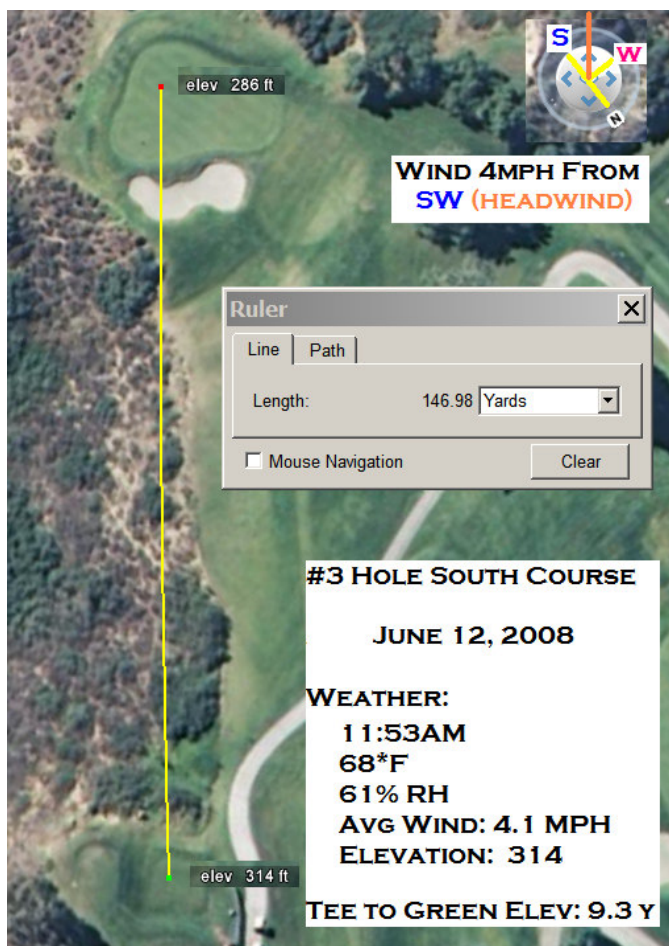 S
W
N
elev 286 ft
WIND 4MPH FROM
SW (HEADWIND)
Ruler
Line Path
Length: 146.98 Yards
Mouse Navigation Clear
#3 HOLE SOUTH COURSE
JUNE 12, 2008
WEATHER:
11:53AM
68*F
61% RH
AVG WIND: 4.1 MPH
ELEVATION: 314
elev 314 ft
TEE TO GREEN ELEV: 9.3 Y